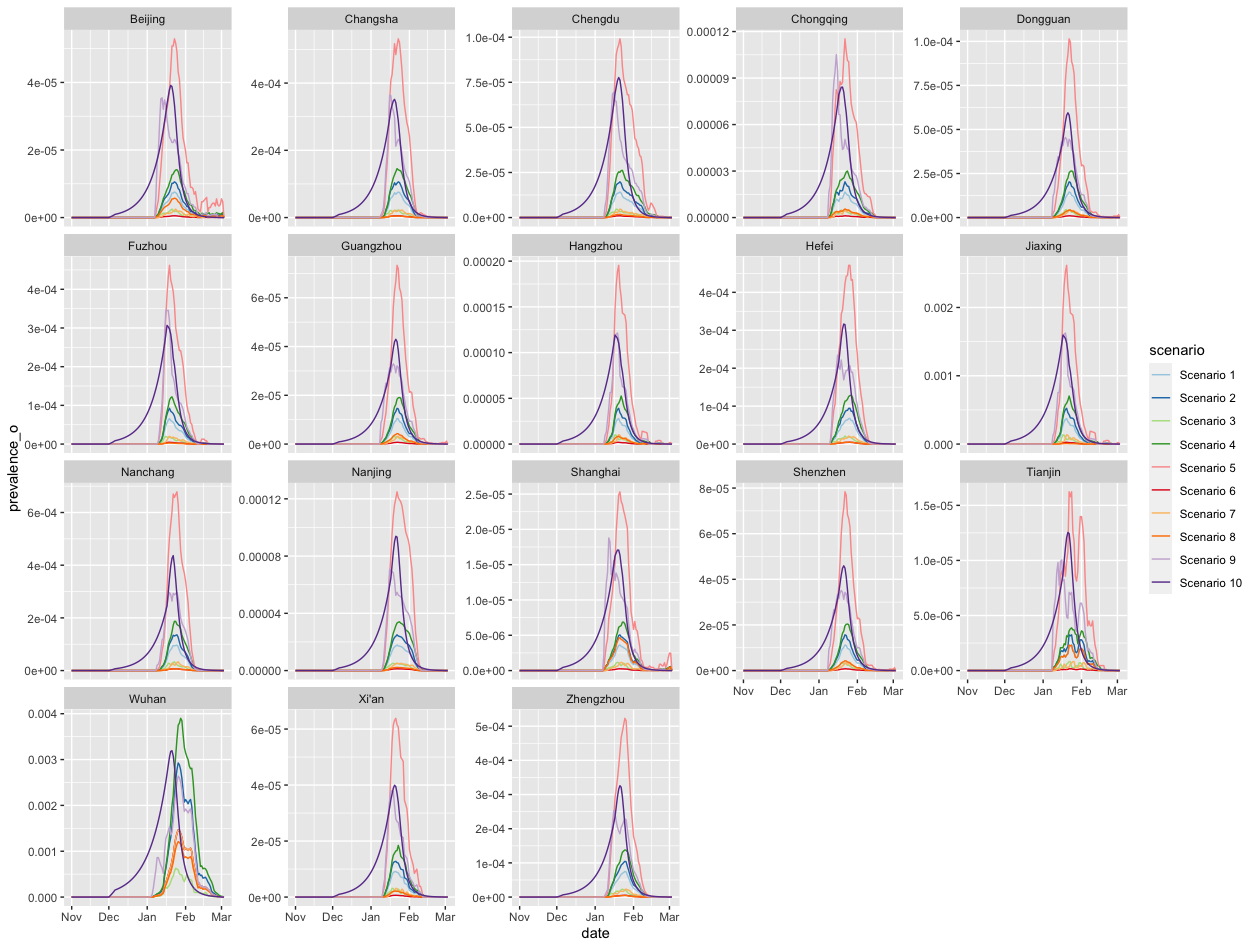 Beijing
Changsha
Chengdu
Chongqing
Dongguan
4e-05
2e-05
0e+00
4e-04
2e-04
0e+00
1.0e-04
7.5e-05
5.0e-05
2.5e-05
0.0e+00
0.00012
0.00009
0.00006
0.00003
0.00000
1.0e-04
7.5e-05
5.0e-05
2.5e-05
0.0e+00
Fuzhou
Guangzhou
Hangzhou
Hefei
Jiaxing
4e-04
3e-04
2e-04
1e-04
0e+00
6e-05
4e-05
2e-05
0e+00
0.00020
0.00015
0.00010
0.00005
0.00000
4e-04
3e-04
2e-04
1e-04
0e+00
0.002
0.001
0.000
Nanchang
Nanjing
Shanghai
Shenzhen
Tianjin
6e-04
4e-04
2e-04
0e+00
0.00012
0.00008
0.00004
0.00000
2.5e-05
2.0e-05
1.5e-05
1.0e-05
5.0e-06
0.0e+00
8e-05
6e-05
4e-05
2e-05
0e+00
1.5e-05
1.0e-05
5.0e-06
0.0e+00
Nov Dec Jan Feb Mar
Nov Dec Jan Feb Mar
Wuhan
Xi'an
Zhengzhou
0.004
0.003
0.002
0.001
0.000
6e-05
4e-05
2e-05
0e+00
5e-04
4e-04
3e-04
2e-04
1e-04
0e+00
Nov Dec Jan Feb Mar
Nov Dec Jan Feb Mar
Nov Dec Jan Feb Mar
date
prevalence_o
scenario
Scenario 1
Scenario 2
Scenario 3
Scenario 4
Scenario 5
Scenario 6
Scenario 7
Scenario 8
Scenario 9
Scenario 10